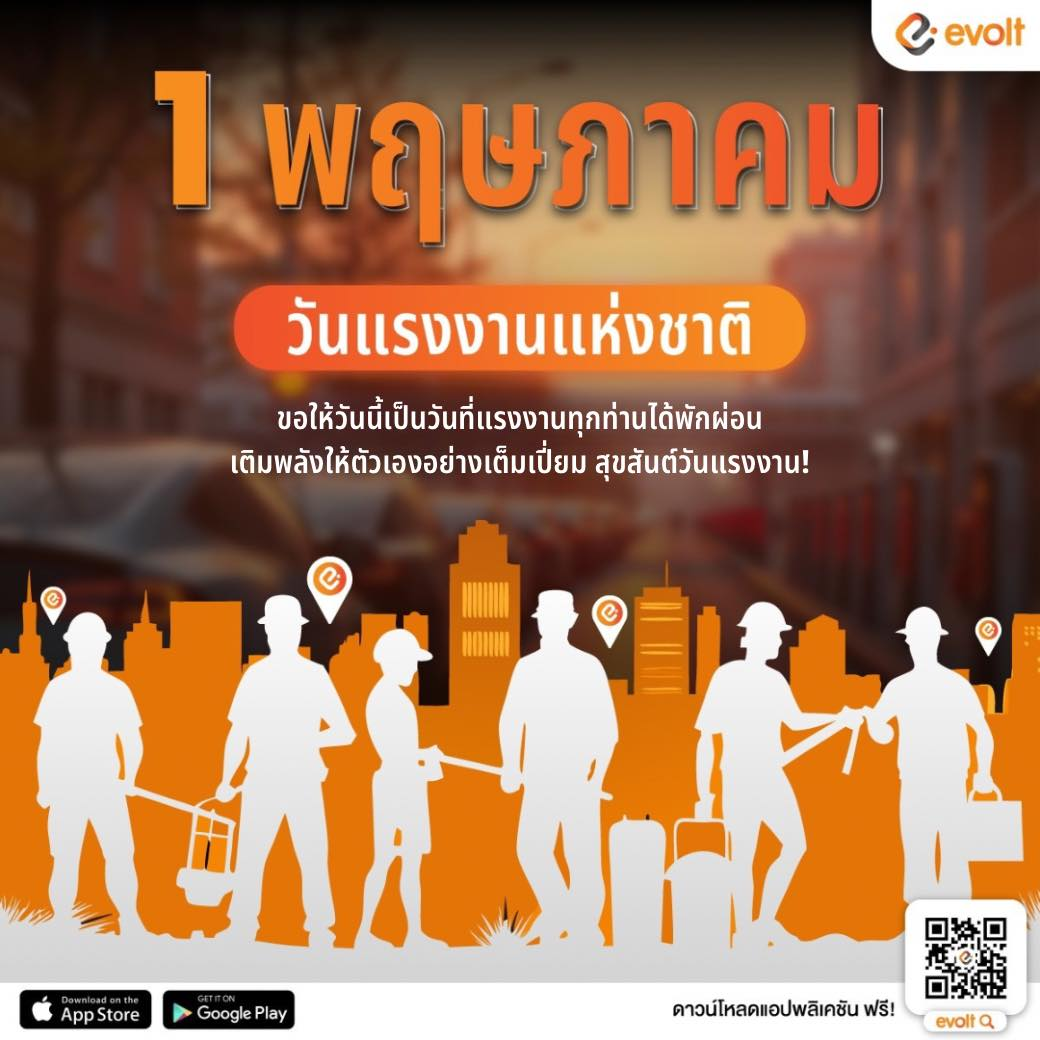 evolt
1 พฤษภาคม
วันแรงงานแห่งชาติ
ขอให้วันนี้เป็นวันที่แรงงานทุกท่านได้พักผ่อน
เติมพลังให้ตัวเองอย่างเต็มเปี่ยม สุขสันต์วันแรงงาน!
Download on the
App Store
GET IT ON
Google Play
ดาวน์โหลดแอปพลิเคชัน ฟรี!
evolt